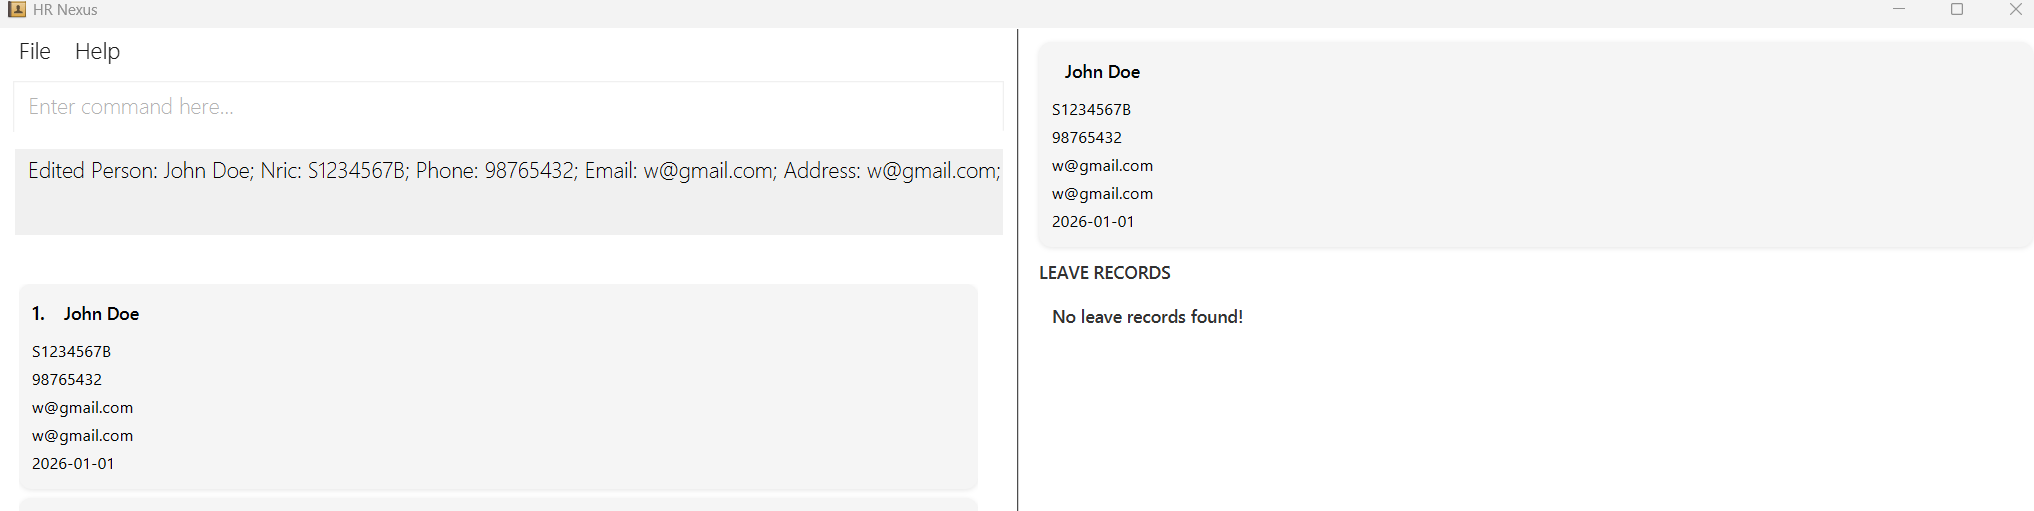 HR Nexus
File Help
Enter command here...
Edited Person: John Doe; Nric: S1234567B; Phone: 98765432; Email: w@gmail.com; Address: w@gmail.com;
1. John Doe
S1234567B
98765432
w@gmail.com
w@gmail.com
2026-01-01
John Doe
S1234567B
98765432
w@gmail.com
w@gmail.com
2026-01-01
LEAVE RECORDS
No leave records found!